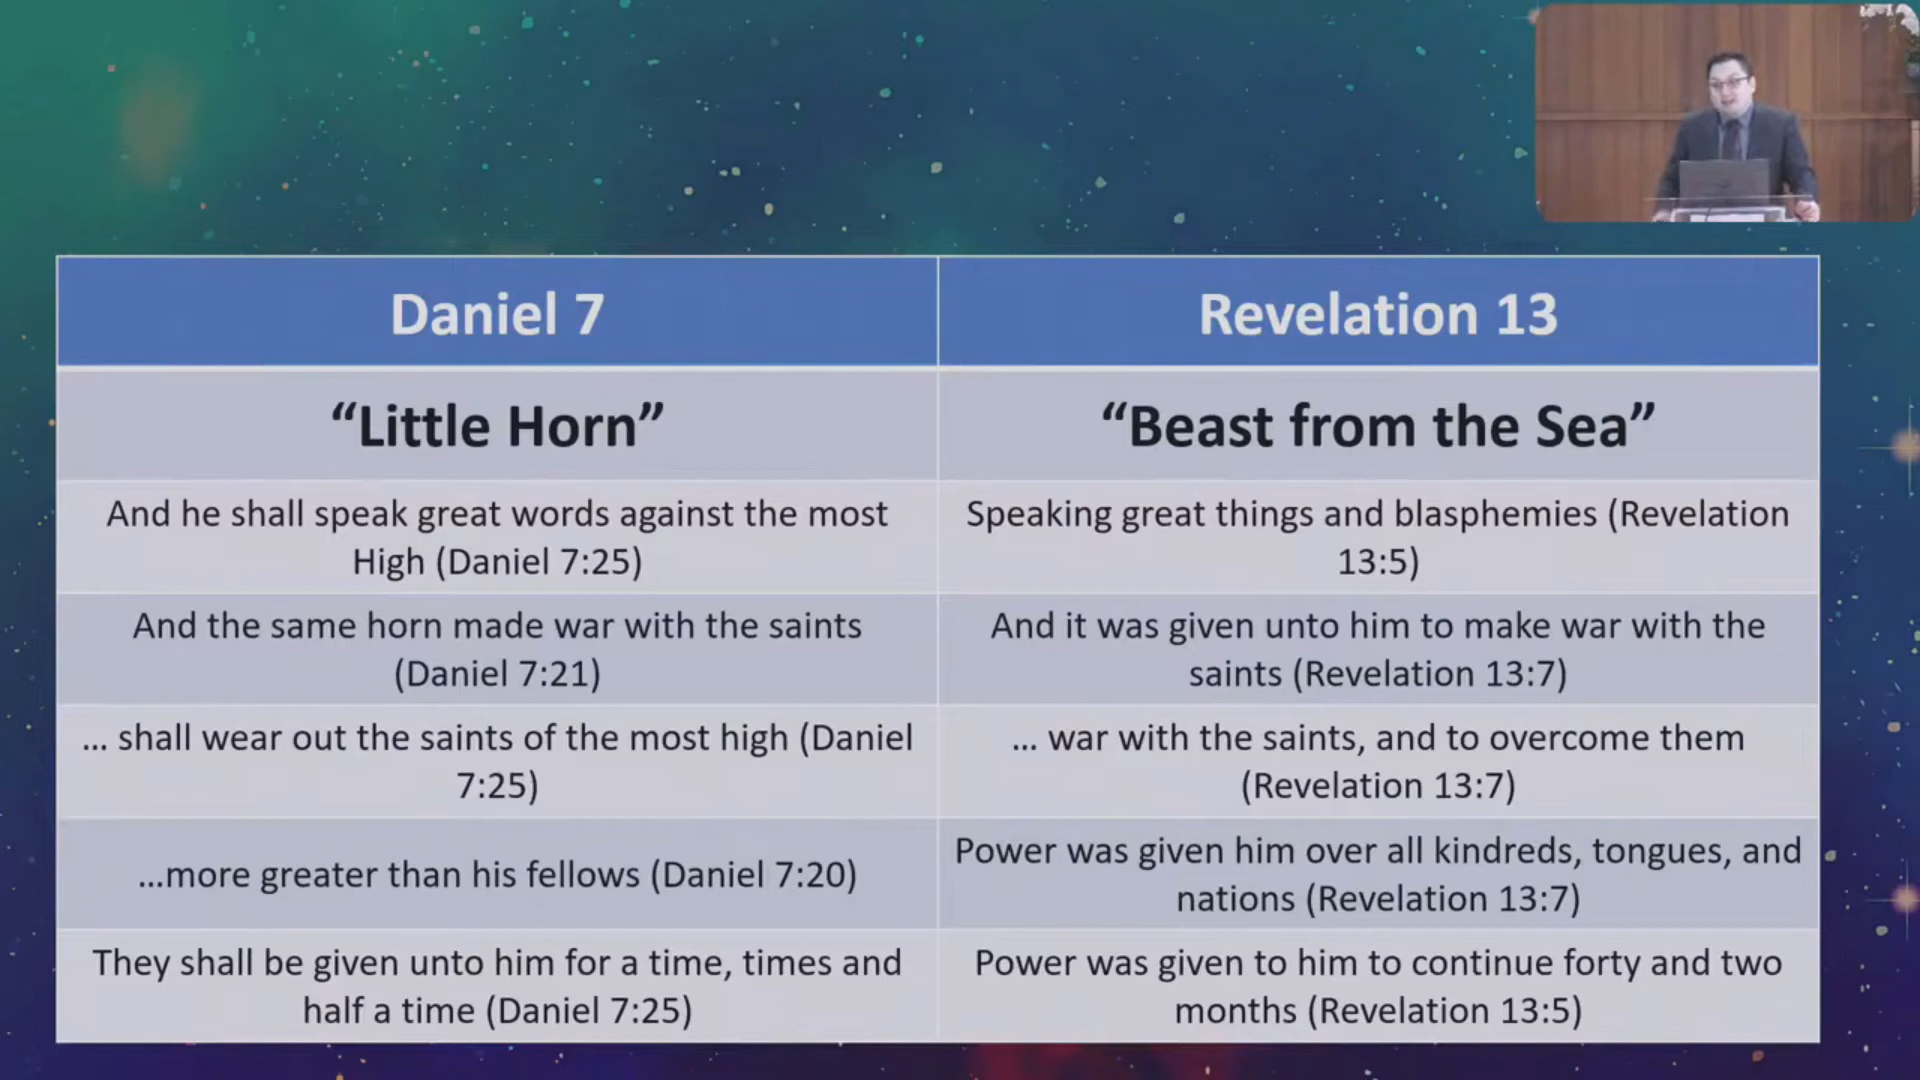 Daniel 7
Revelation 13
“Little Horn”
“Beast from the Sea”
And he shall speak great words against the most
High (Daniel 7:25)
Speaking great things and blasphemies (Revelation
13:5)
And the same horn made war with the saints
(Daniel 7:21)
And it was given unto him to make war with the
saints (Revelation 13:7)
... shall wear out the saints of the most high (Daniel
7:25)
... war with the saints, and to overcome them
(Revelation 13:7)
...more greater than his fellows (Daniel 7:20)
Power was given him over all kindreds, tongues, and
nations (Revelation 13:7)
They shall be given unto him for a time, times and
half a time (Daniel 7:25)
Power was given to him to continue forty and two
months (Revelation 13:5)